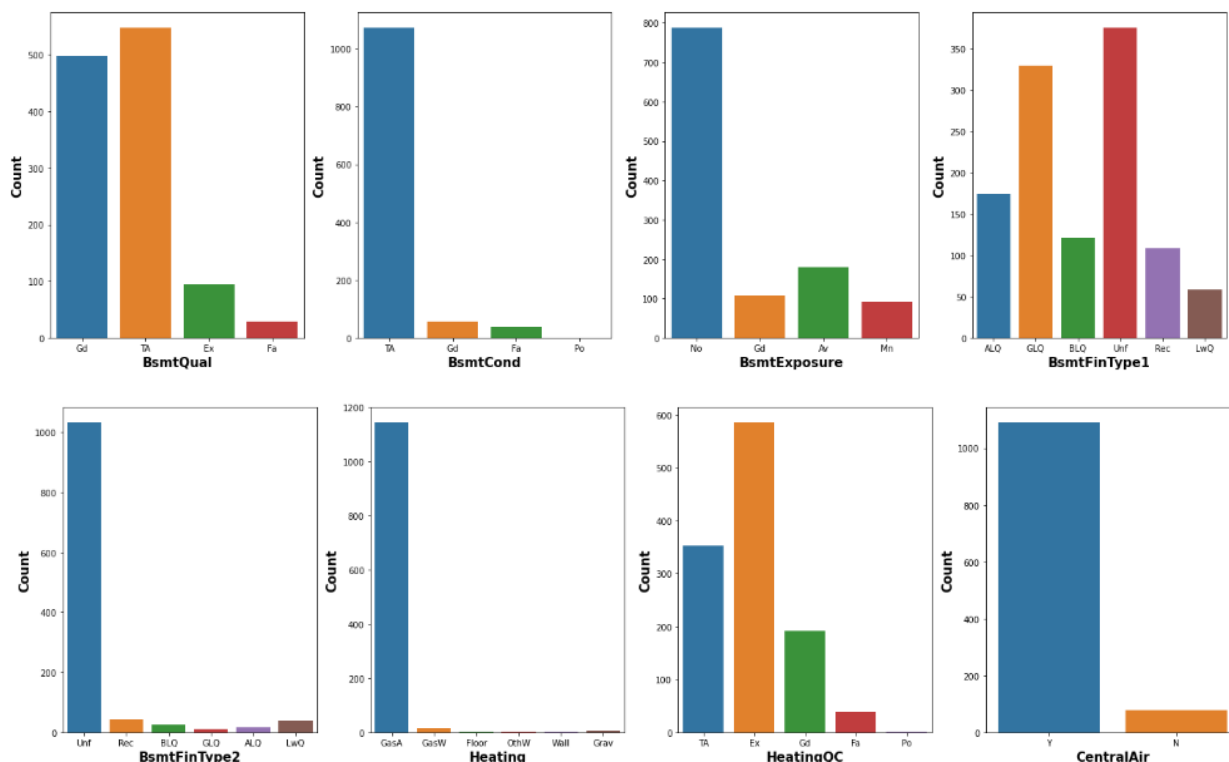 Count
500
400
300
200
100
0
Gd TA Ex Fa
BsmtQual
Count
1000
800
600
400
200
0
TA Gd Fa Po
BsmtCond
Count
800
700
600
500
400
300
200
100
0
No Gd Av Mn
BsmtExposure
Count
350
300
250
200
150
100
50
0
ALQ GLQ BLQ Unf Rec LwQ
BsmtFinType1
Count
1000
800
600
400
200
0
Unf Rec BLQ GLQ ALQ LwQ
BsmtFinType2
Count
1200
1000
800
600
400
200
0
GasA GasW Floor OthW Wall Grav
Heating
Count
600
500
400
300
200
100
0
TA Ex Gd Fa Po
HeatingQC
Count
1000
800
600
400
200
0
Y N
CentralAir